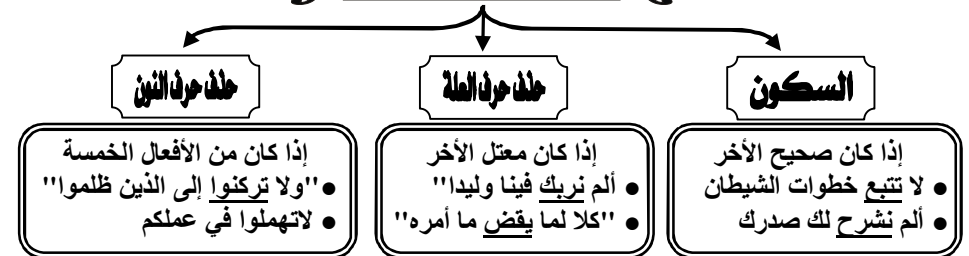 السكون
إذا كان صحيح الأخر
● لا تتبع خطوات الشيطان
● ألم نشرح لك صدرك
حذف حرف العلة
إذا كان معتل الأخر
● ألم نربك فينا وليدا"
● "كلا لما يقض ما أمره"
حذف حرف النون
إذا كان من الأفعال الخمسة
● "ولا تركنوا إلى الذين ظلموا"
● لاتهملوا في عملكم